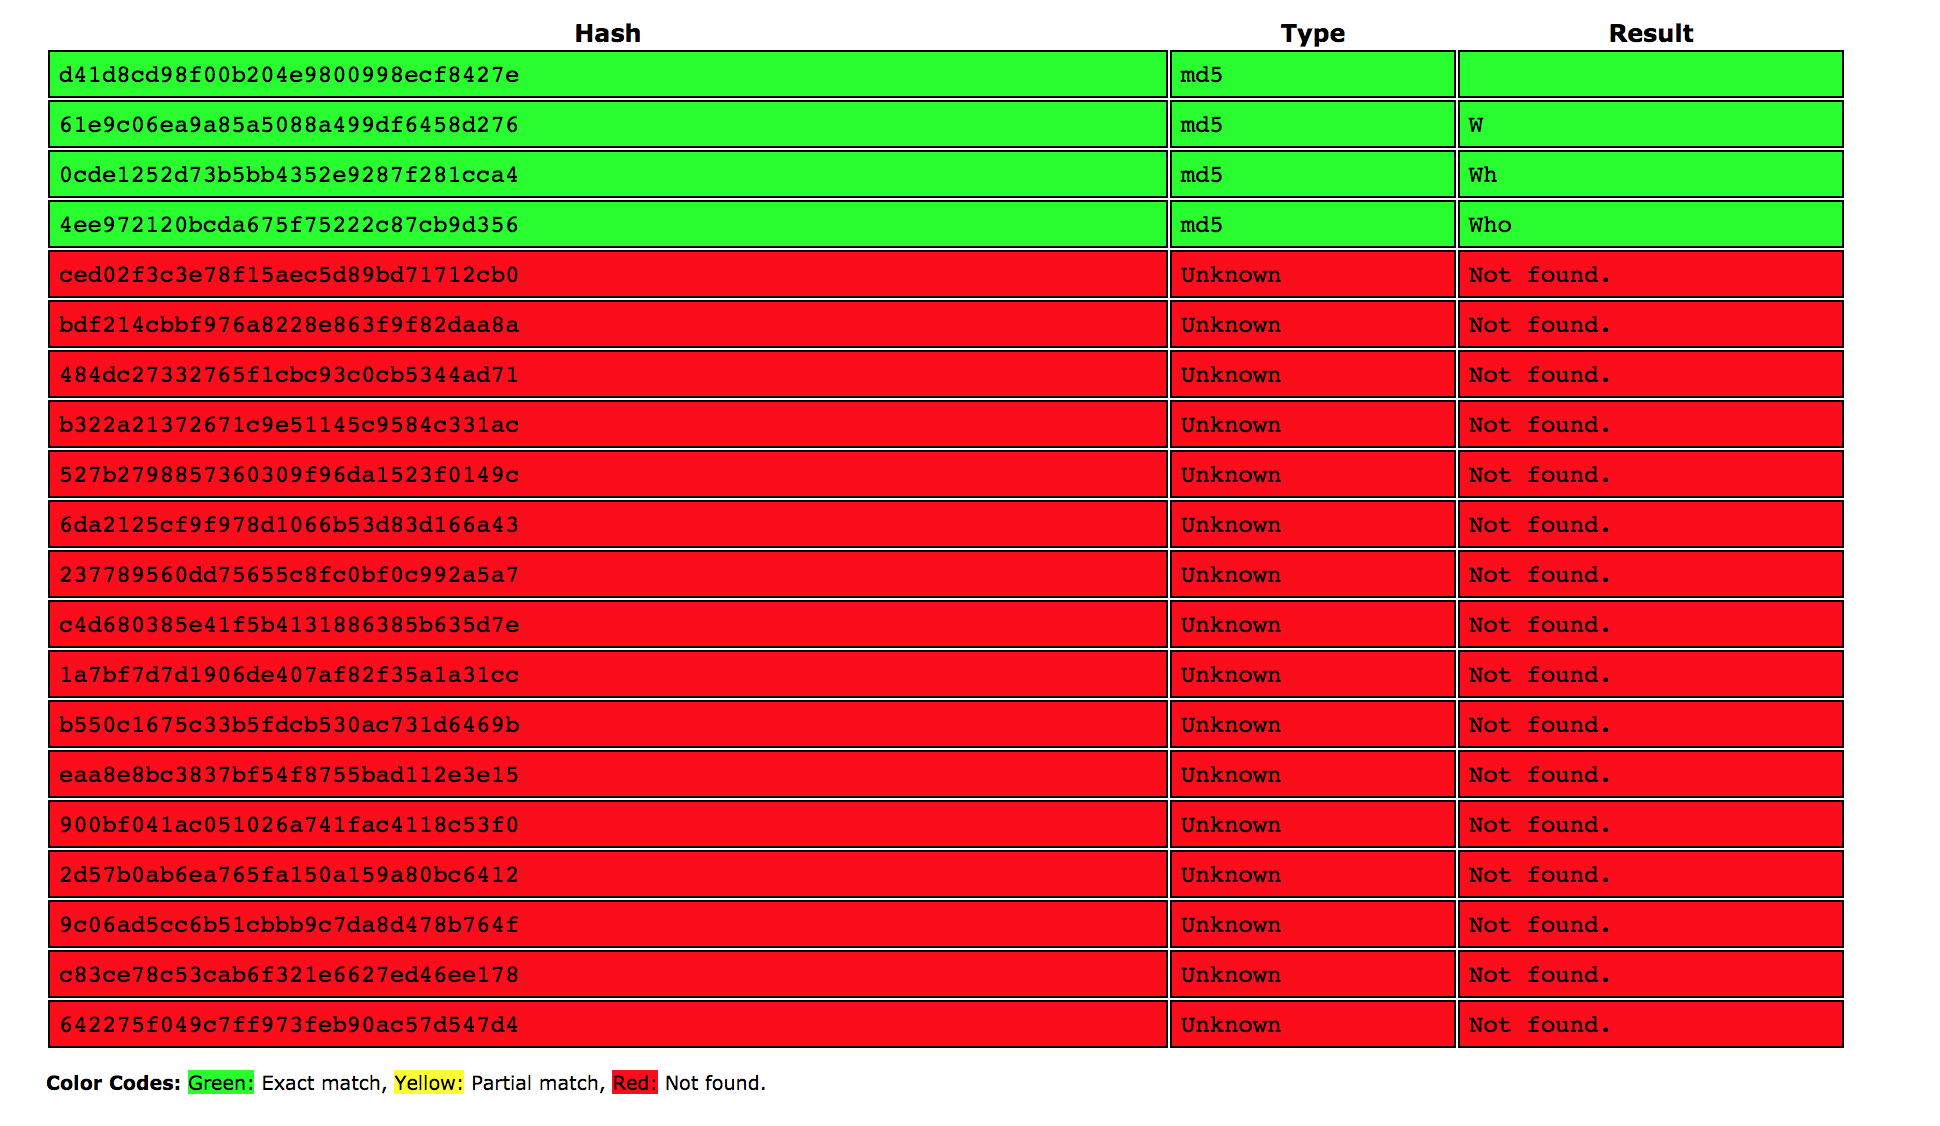 Hash Type Result
d41d8cd98f00b204e9800998ecf8427e md5
61e9c06ea9a85a5088a499df6458d276 md5 W
0cde1252d73b5bb4352e9287f281cca4 md5 Wh
4ee972120bcda675f75222c87cb9d356 md5 Who
ced02f3c3e78f15aec5d89bd71712cb0 Unknown Not found.
bdf214cbbf976a8228e863f9f82daa8a Unknown Not found.
484dc27332765f1cbc93c0cb5344ad71 Unknown Not found.
b322a21372671c9e51145c9584c331ac Unknown Not found.
527b2798857360309f96da1523f0149c Unknown Not found.
6da2125cf9f978d1066b53d83d166a43 Unknown Not found.
237789560dd75655c8fc0bf0c992a5a7 Unknown Not found.
c4d680385e41f5b4131886385b635d7e Unknown Not found.
1a7bf7d7d1906de407af82f35a1a31cc Unknown Not found.
b550c1675c33b5fdcb530ac731d6469b Unknown Not found.
eaa8e8bc3837bf54f8755bad112e3e15 Unknown Not found.
900bf041ac051026a741fac4118c53f0 Unknown Not found.
2d57b0ab6ea765fa150a159a80bc6412 Unknown Not found.
9c06ad5cc6b51cbbb9c7da8d478b764f Unknown Not found.
c83ce78c53cab6f321e6627ed46ee178 Unknown Not found.
642275f049c7ff973feb90ac57d547d4 Unknown Not found.
Color Codes: Green: Exact match, Yellow: Partial match, Red: Not found.